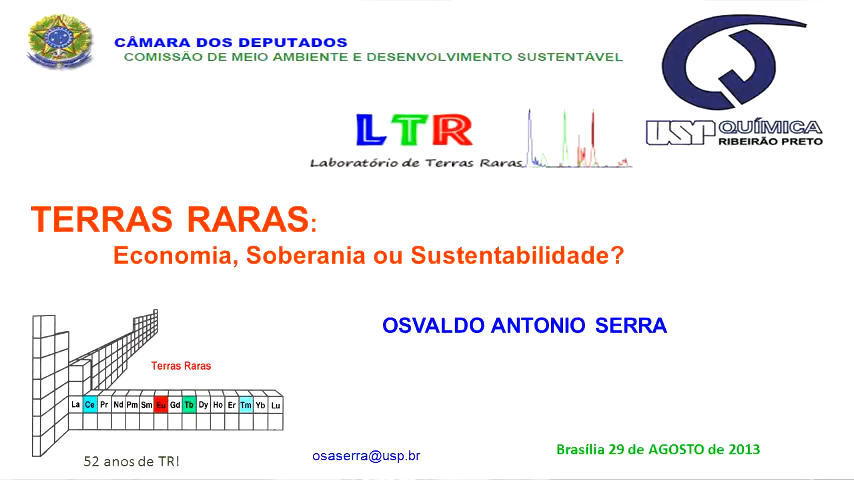 CÂMARA DOS DEPUTADOS
COMISSÃO DE MEIO AMBIENTE E DESENVOLVIMENTO SUSTENTÁVEL
USP QUÍMICA
RIBEIRÃO PRETO
LTR
Laboratório de Terras Raras
TERRAS RARAS:
Economia, Soberania ou Sustentabilidade?
OSVALDO ANTONIO SERRA
Terras Raras
La Ce Pr Nd Pm Sm Eu Gd Tb Dy Ho Er Tm Yb Lu
52 anos de TR!
osaserra@usp.br
Brasília 29 de AGOSTO de 2013